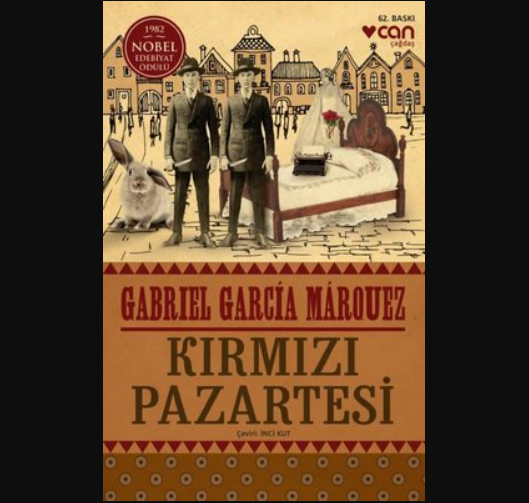 62. BASKI
can
çağdaş
1982
NOBEL
EDEBİYAT
ÖDÜLÜ
GABRIEL GARCÍA MÁRQUEZ
KIRMIZI
PAZARTESİ
Çeviri: İNCİ KUT